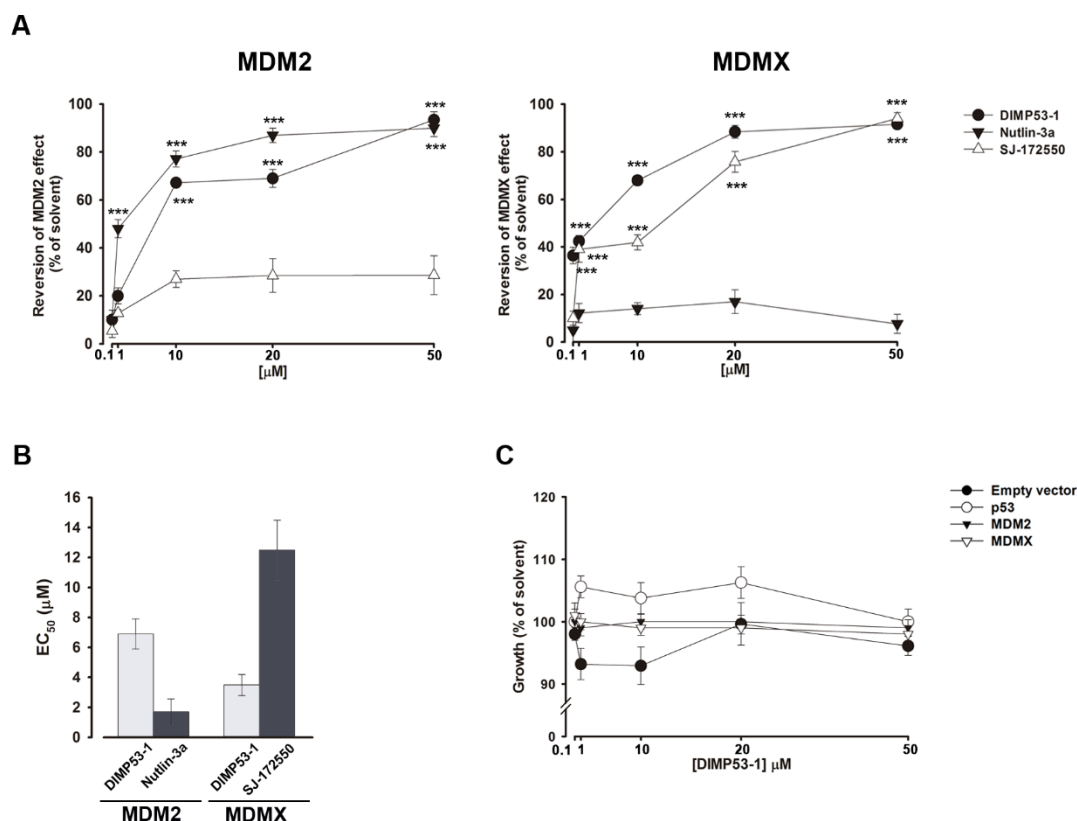 A
MDM2
Reversion of MDM2 effect
(% of solvent)
100
80
60
40
20
0
***
***
***
***
***
***
***
0.1 1 10 20 50
[μM]
MDMX
Reversion of MDMX effect
(% of solvent)
100
80
60
40
20
0
***
***
***
***
***
***
***
***
***
0.1 1 10 20 50
[μM]
DIMP53-1
Nutlin-3a
SJ-172550
B
EC50 (μM)
16
14
12
10
8
6
4
2
0
DIMP53-1
Nutlin-3a
DIMP53-1
SJ-172550
MDM2
MDMX
C
Growth (% of solvent)
120
110
100
90
0
0.1 1 10 20 50
[DIMP53-1] μM
Empty vector
p53
MDM2
MDMX